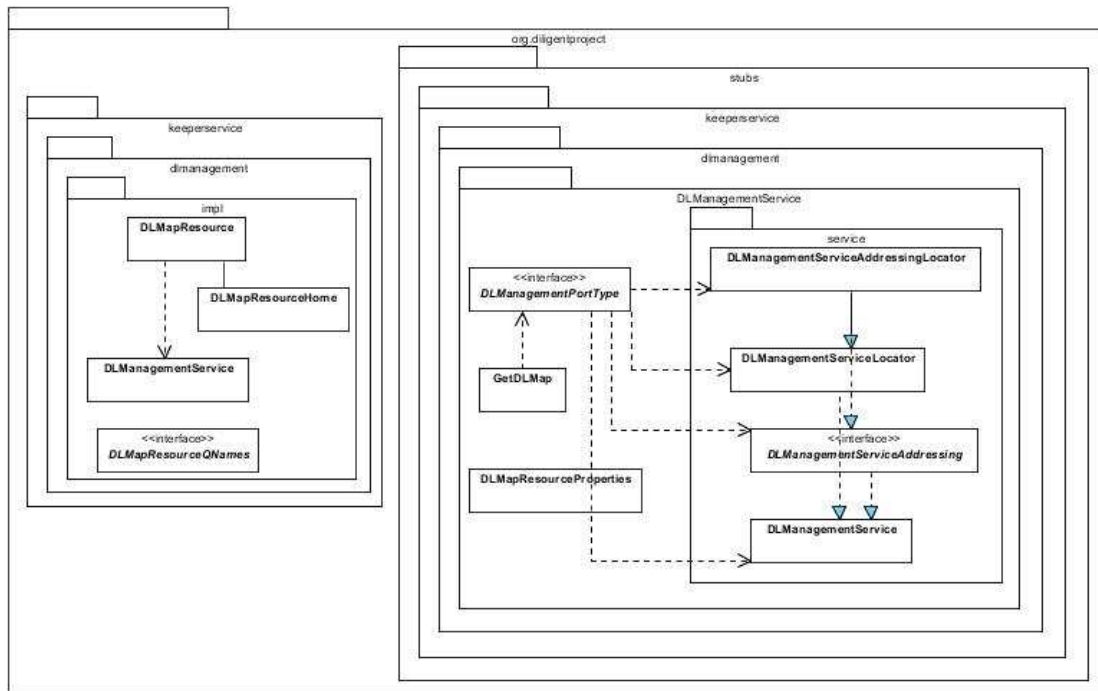 org.diligentproject
stubs
keeperservice
dlmanagement
impl
DLMapResource
DLMapResourceHome
DLManagementService
<<interface>>
DLMapResourceQNames
keeperservice
dlmanagement
DLManagementService
<<interface>>
DLManagementPortType
GetDLMap
DLMapResourceProperties
service
DLManagementServiceAddressingLocator
DLManagementServiceLocator
<<interface>>
DLManagementServiceAddressing
DLManagementService